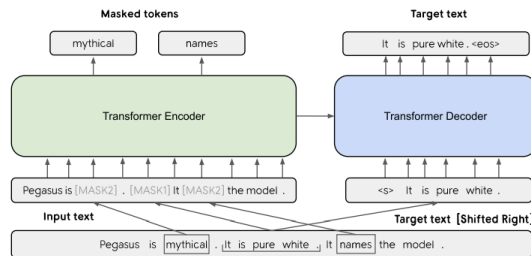 Masked tokens Target text
mythical names It is pure white . <eos>
Transformer Encoder Transformer Decoder
Pegasus is [MASK2] . [MASK1] It [MASK2] the model . <s> It is pure white .
Input text Target text [Shifted Right]
Pegasus is mythical . It is pure white . It names the model .